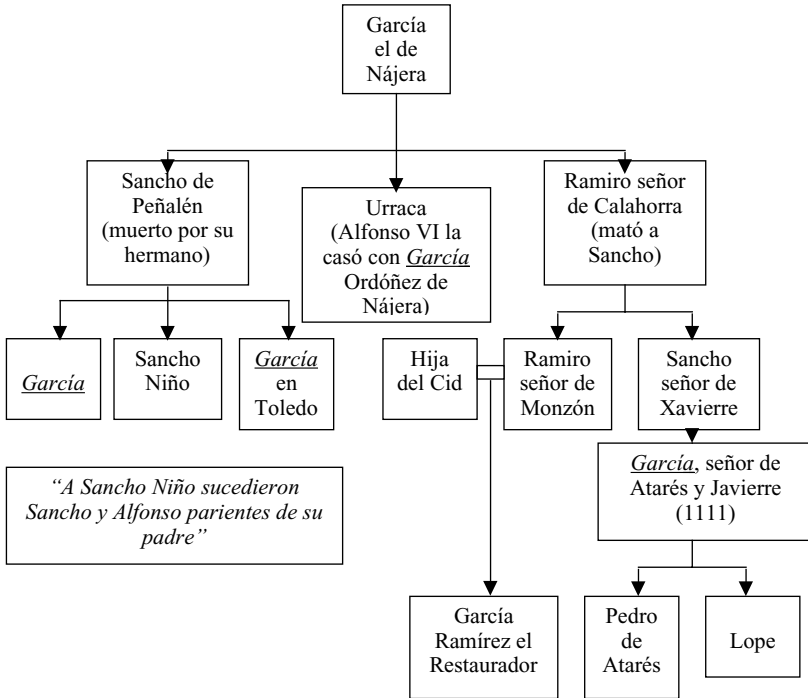 García
el de
Nájera
Sancho de
Peñalén
(muerto por su
hermano)
Urraca
(Alfonso VI la
casó con García
Ordóñez de
Nájera)
Ramiro señor
de Calahorra
(mató a
Sancho)
García
Sancho
Niño
García
en
Toledo
Hija
del Cid
Ramiro
señor de
Monzón
Sancho
señor de
Xavierre
“A Sancho Niño sucedieron
Sancho y Alfonso parientes de su
padre”
García, señor de
Atarés y Javierre
(1111)
García
Ramírez el
Restaurador
Pedro
de
Atarés
Lope